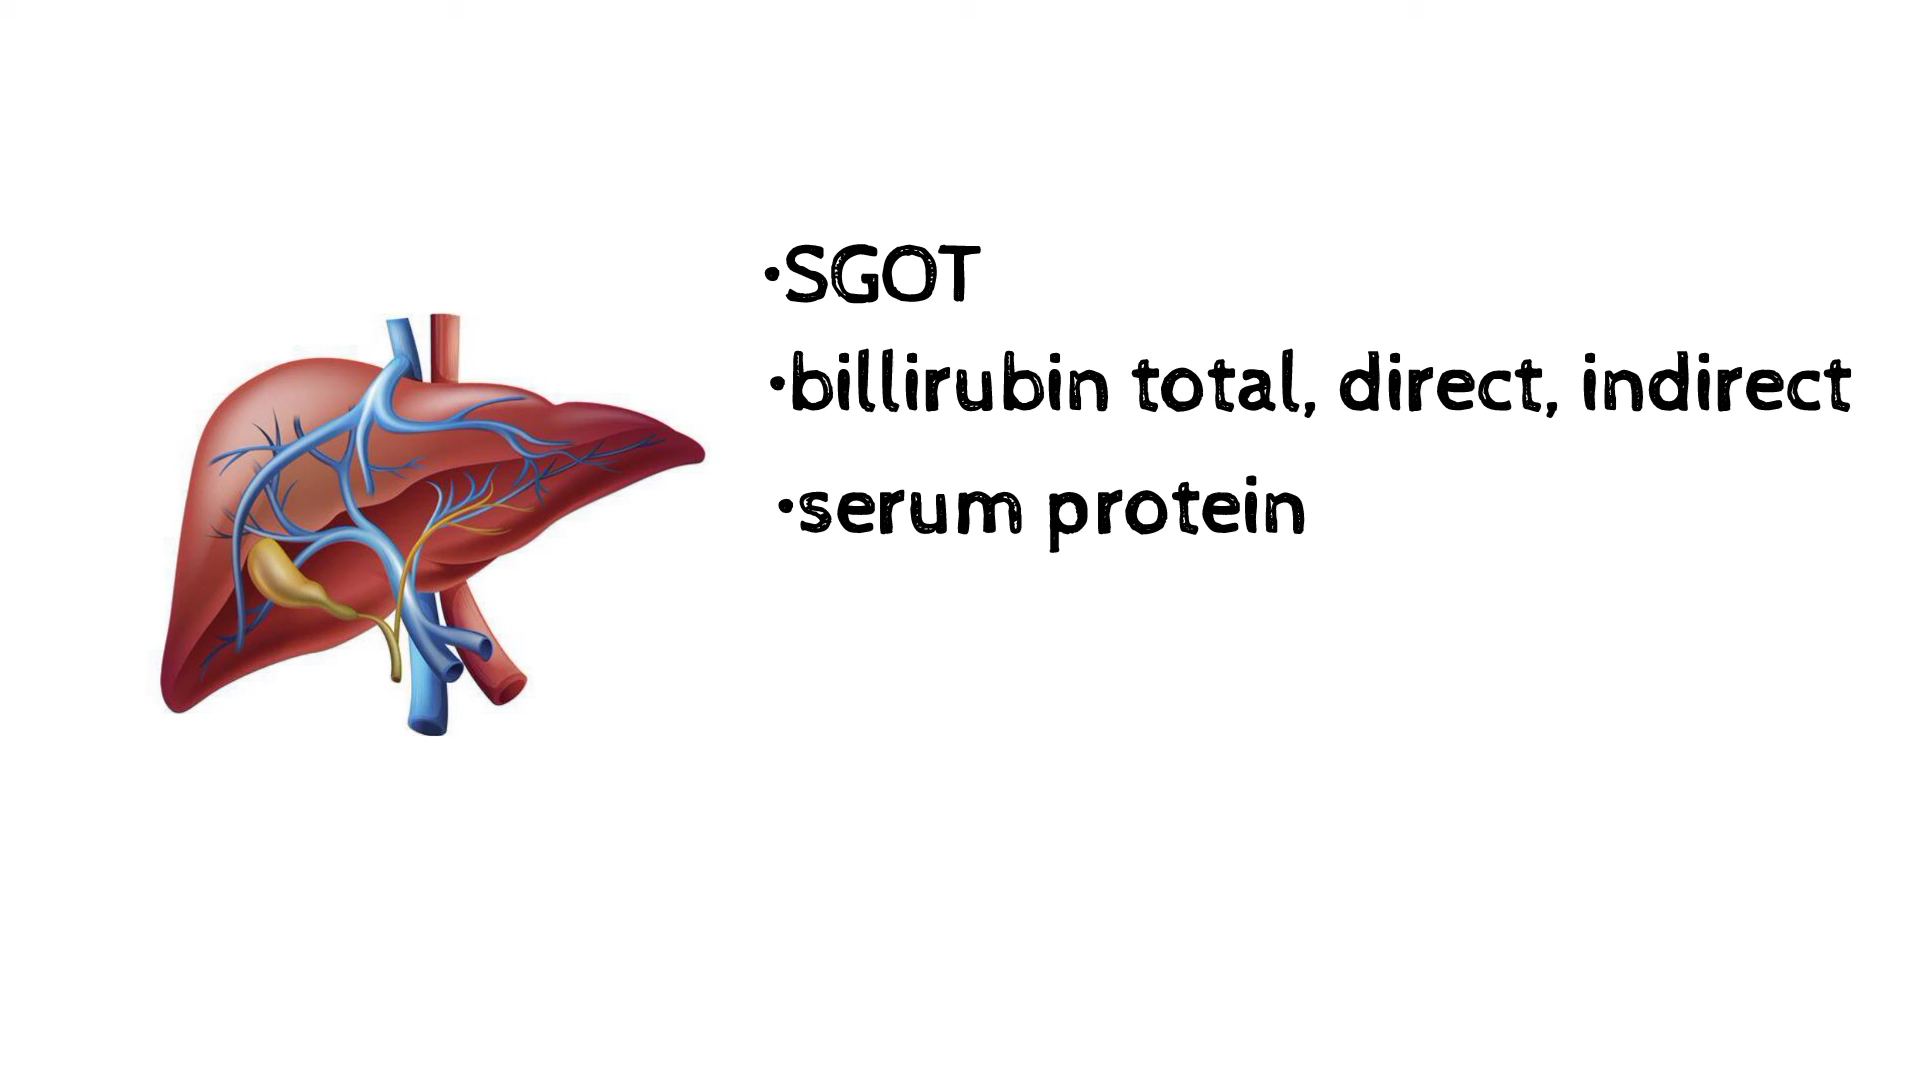 •SGOT
•billirubin total, direct, indirect
•serum protein